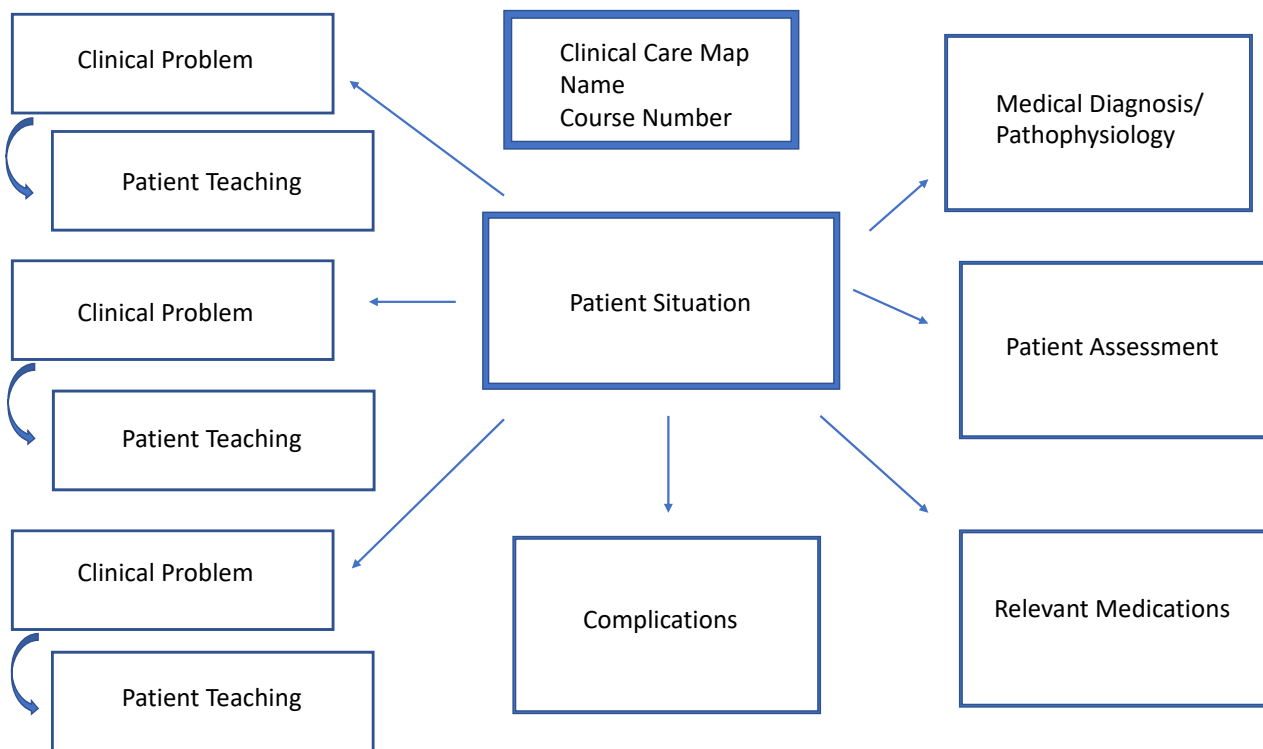 Clinical Problem
Patient Teaching
Clinical Problem
Patient Teaching
Clinical Problem
Patient Teaching
Clinical Care Map
Name
Course Number
Patient Situation
Complications
Medical Diagnosis/
Pathophysiology
Patient Assessment
Relevant Medications